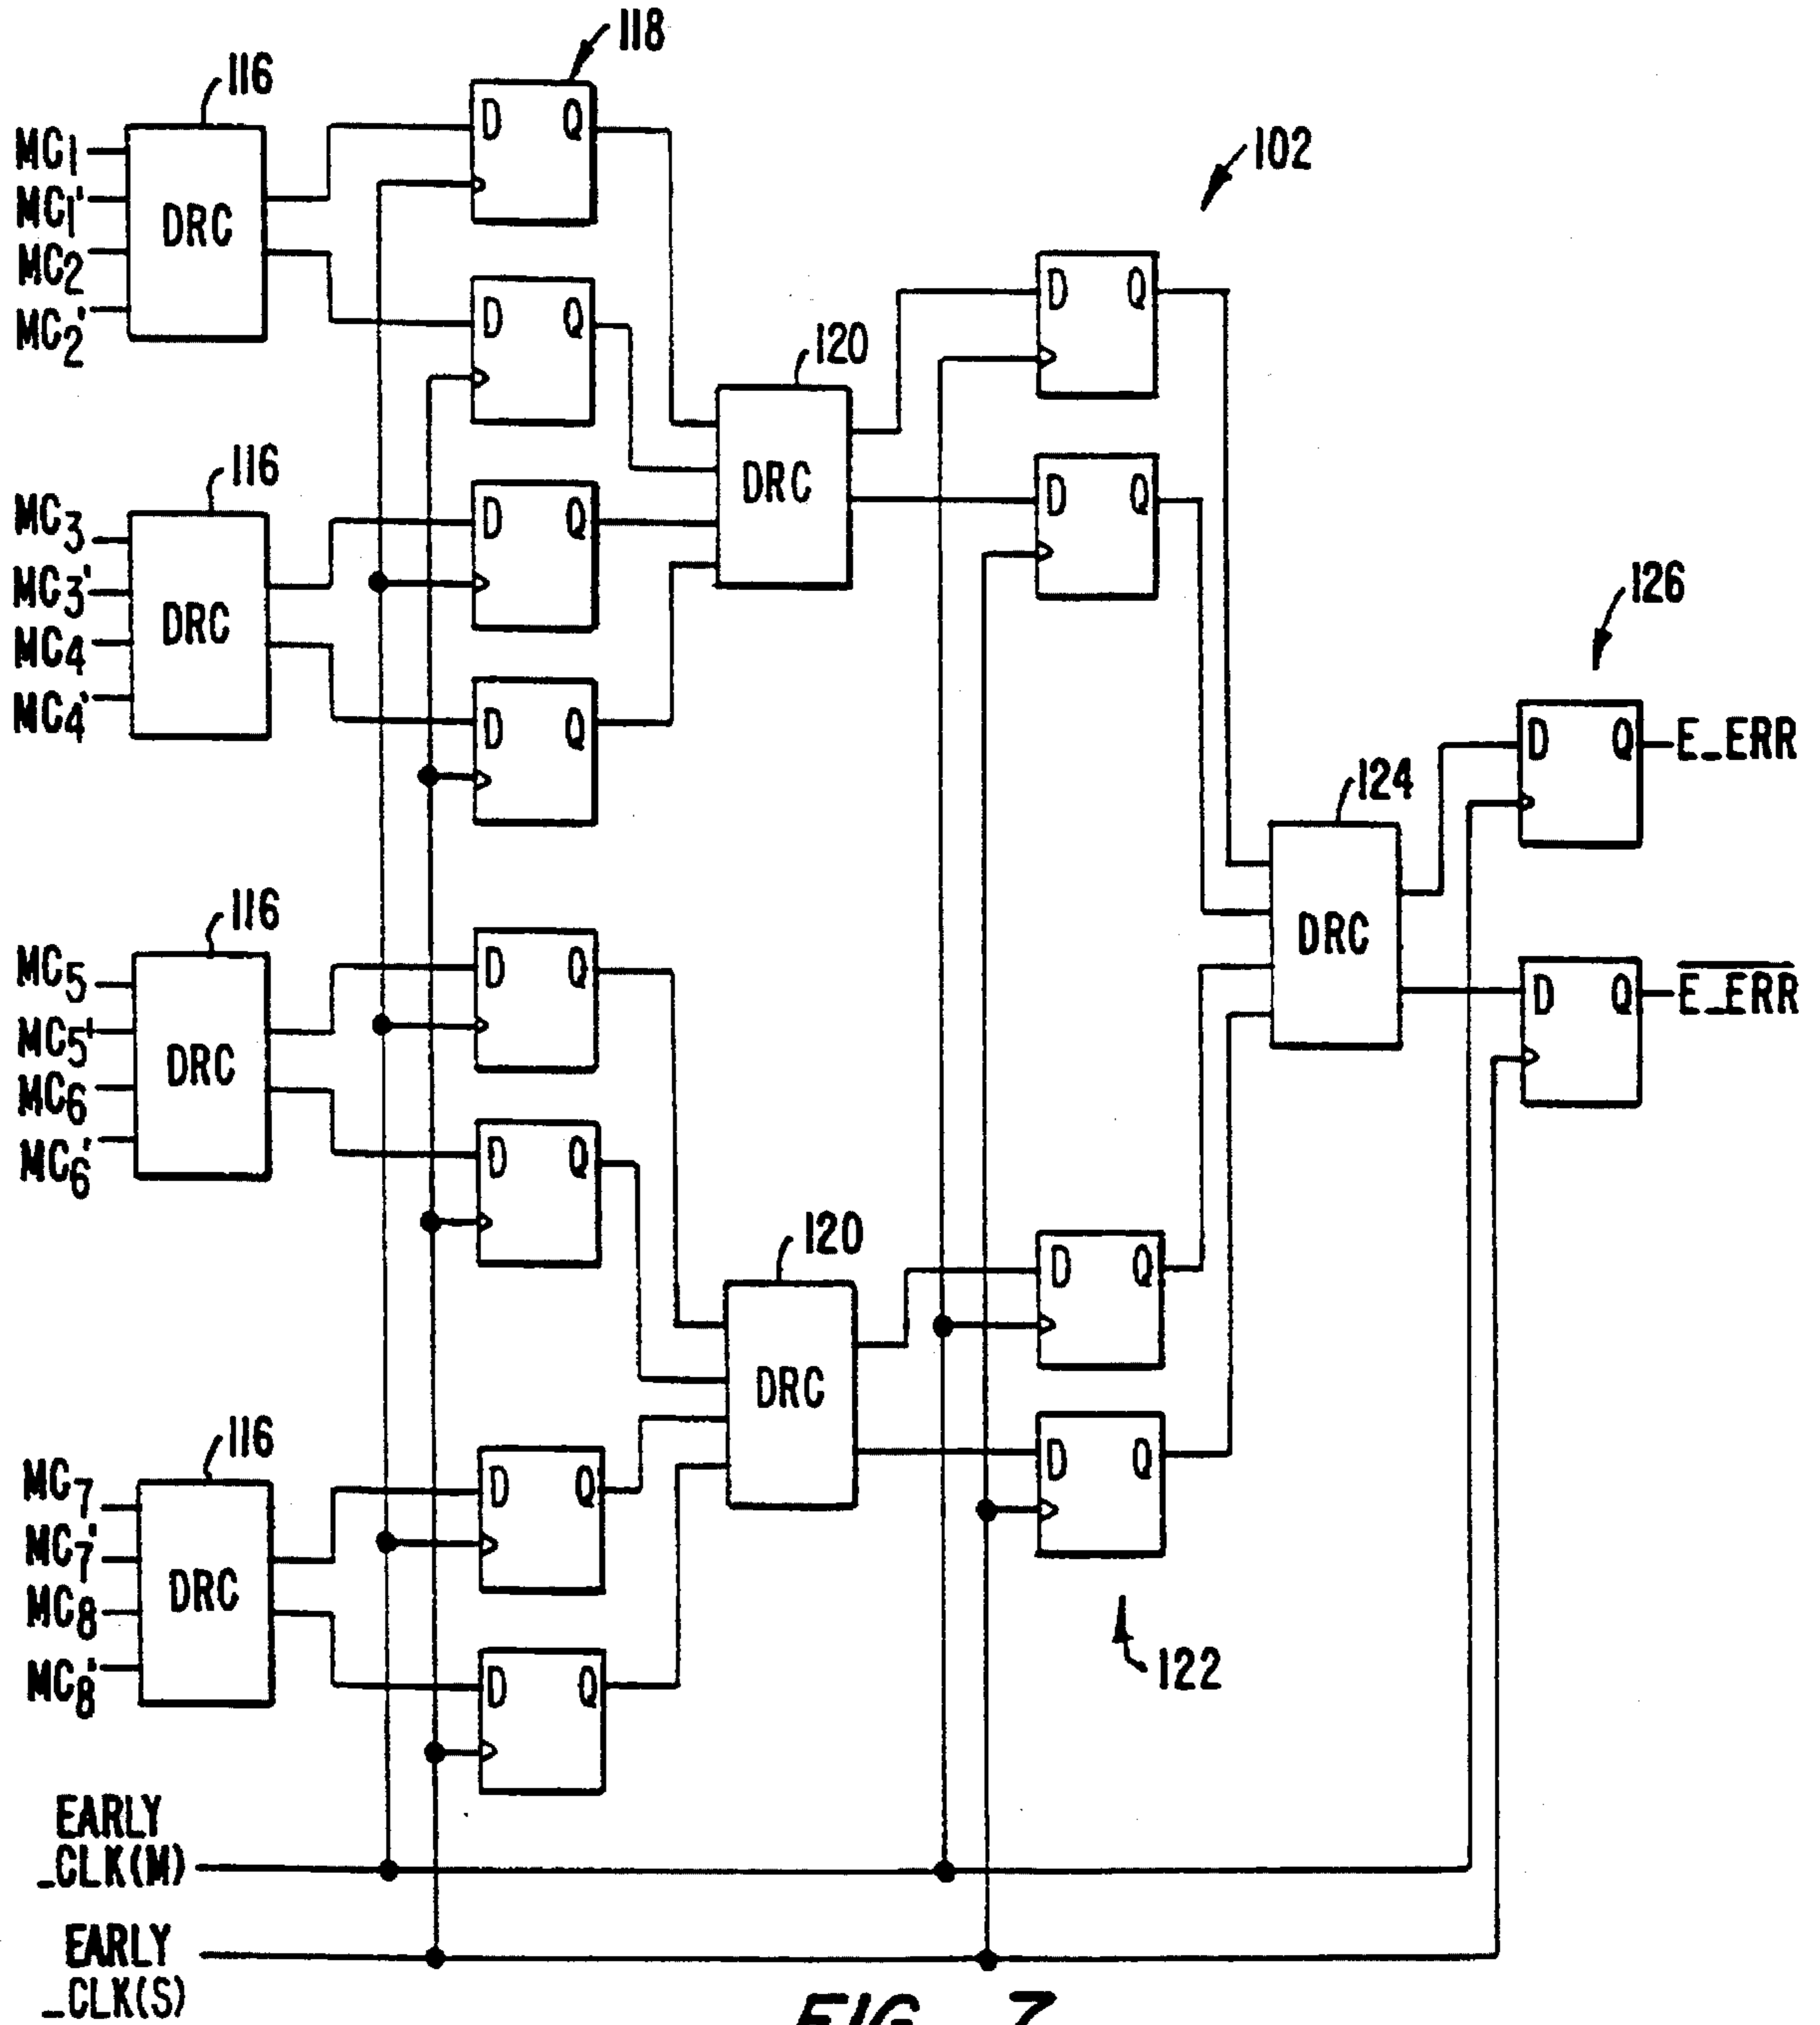 118
116
102
MC1
MC1'
MC2
MC2'
DRC
D Q
D Q
D Q
120
DRC
116
MC3
MC3'
MC4
MC4'
DRC
D Q
D Q
D Q
126
D Q E_ERR
124
DRC
D Q E_ERR
116
MC5
MC5'
MC6
MC6'
DRC
D Q
D Q
120
DRC
D Q
D Q
122
116
MC7
MC7'
MC8
MC8'
DRC
D Q
D Q
EARLY
_CLK(M)
EARLY
_CLK(S)
FIG. 7